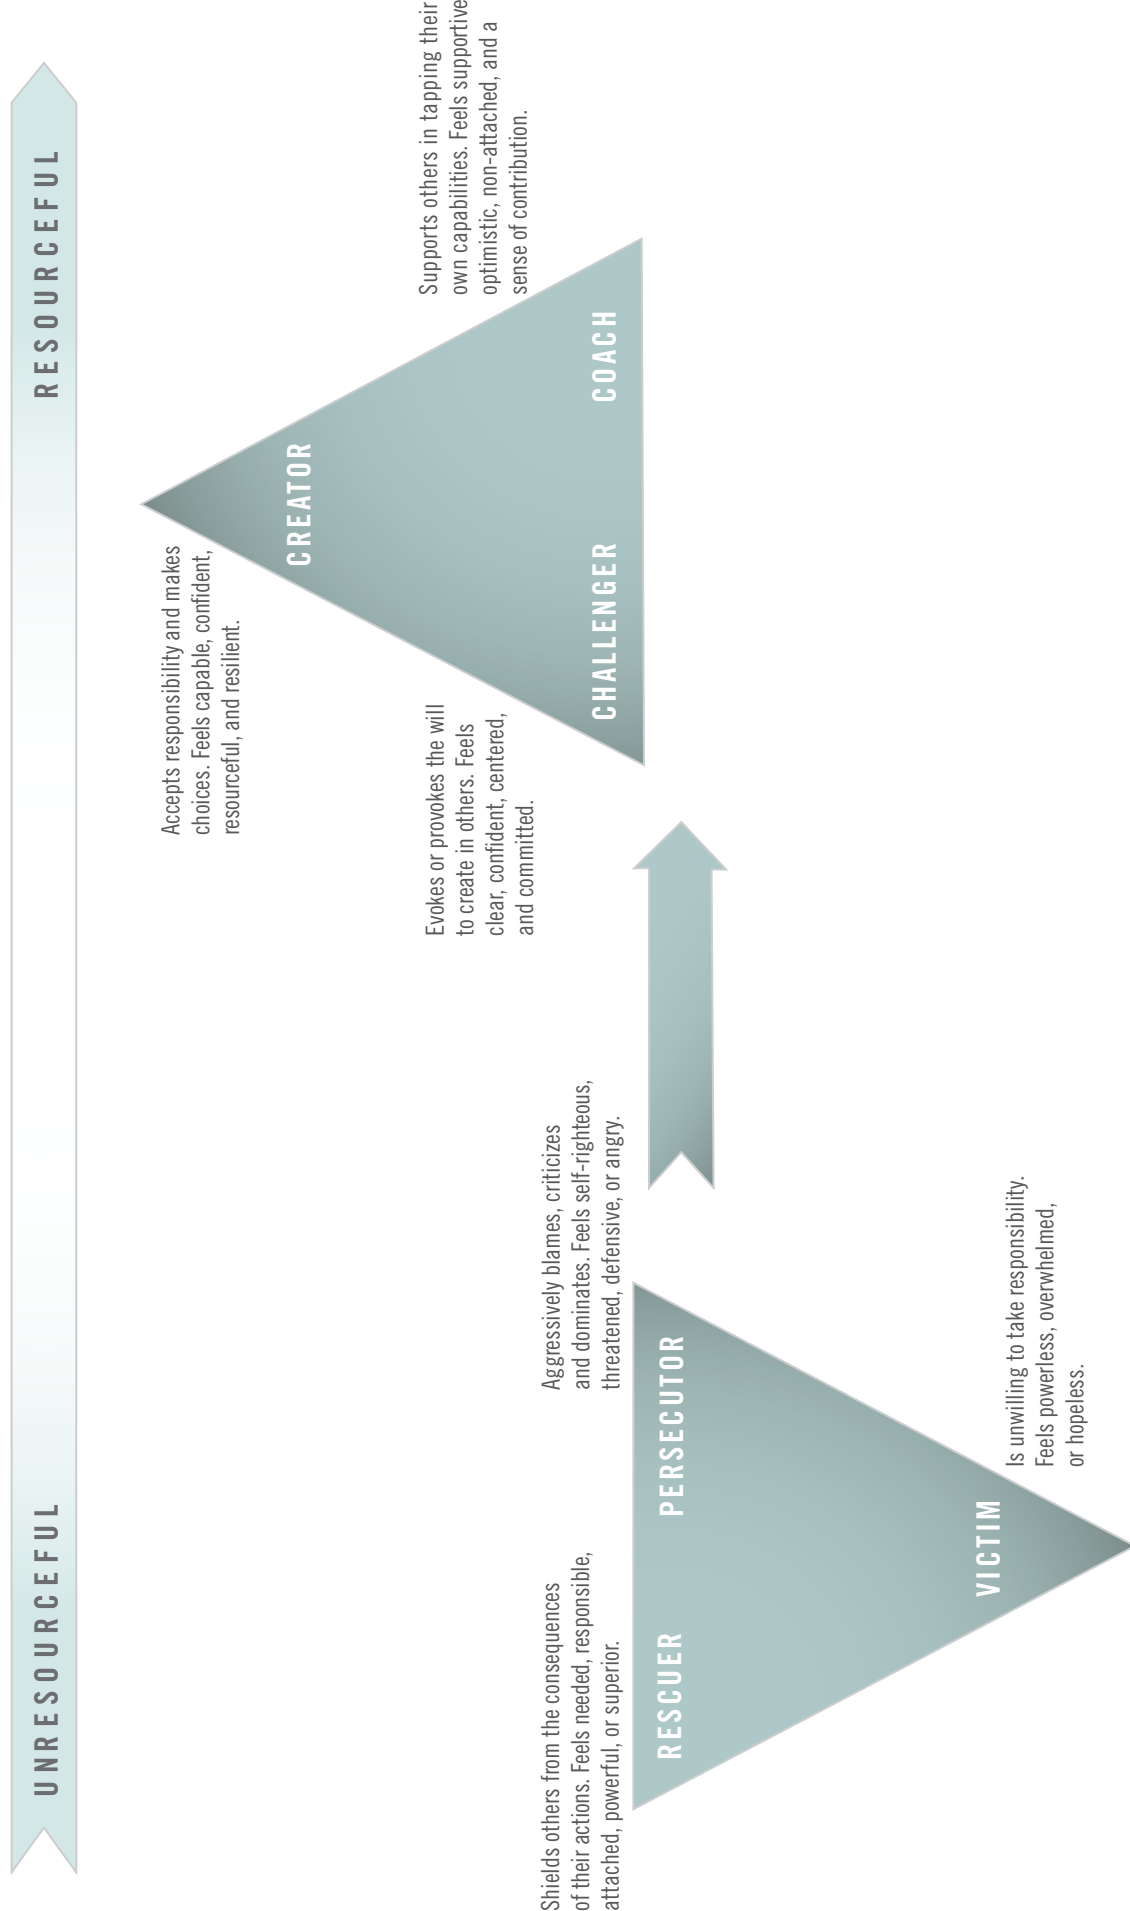 UNRESOURCEFUL
RESOURCEFUL
Shields others from the consequences
of their actions. Feels needed, responsible,
attached, powerful, or superior.
RESCUER
Aggressively blames, criticizes
and dominates. Feels self-righteous,
threatened, defensive, or angry.
PERSECUTOR
VICTIM
Is unwilling to take responsibility.
Feels powerless, overwhelmed,
or hopeless.
Accepts responsibility and makes
choices. Feels capable, confident,
resourceful, and resilient.
CREATOR
Evokes or provokes the will
to create in others. Feels
clear, confident, centered,
and committed.
CHALLENGER
Supports others in tapping their
own capabilities. Feels supportive
optimistic, non-attached, and a
sense of contribution.
COACH